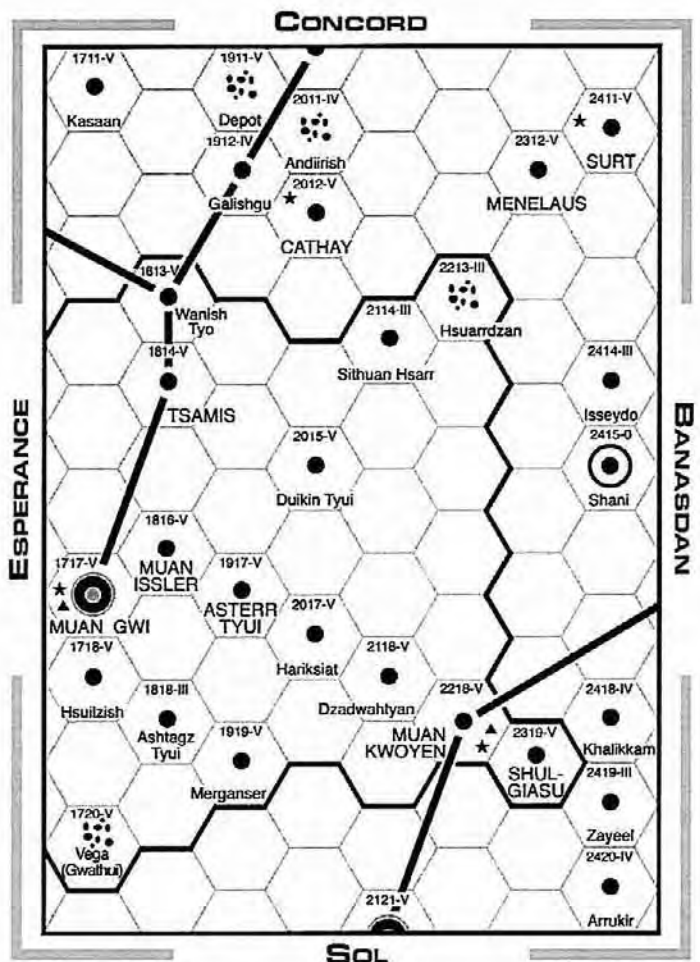 CONCORD
1711-V
Kasaan
1911-V
Depot
2011-IV
Andiirish
2411-V
SURT
1912-IV
Galishgu
2012-V
CATHAY
2312-V
MENELAUS
1813-V
Wanish
Tyo
2213-III
Hsuarrdzan
2114-III
Sithuan Hsarr
1814-V
TSAMIS
2414-III
Isseydo
2015-V
Duikin Tyui
2415-0
Shani
ESPERANCE
BANASDAN
1816-V
MUAN
ISSLER
1717-V
MUAN GWI
1917-V
ASTERR
TYUI
2017-V
Hariksiat
1718-V
Hsuilzish
1818-III
Ashtagz
Tyui
2118-V
Dzadwahtyan
2218-V
MUAN
KWOYEN
2418-IV
Khalikkam
1919-V
Merganser
2319-V
SHUL-
GIASU
2419-III
Zayeel
1720-V
Vega
(Gwathui)
2420-IV
Arrukir
2121-V
SOL